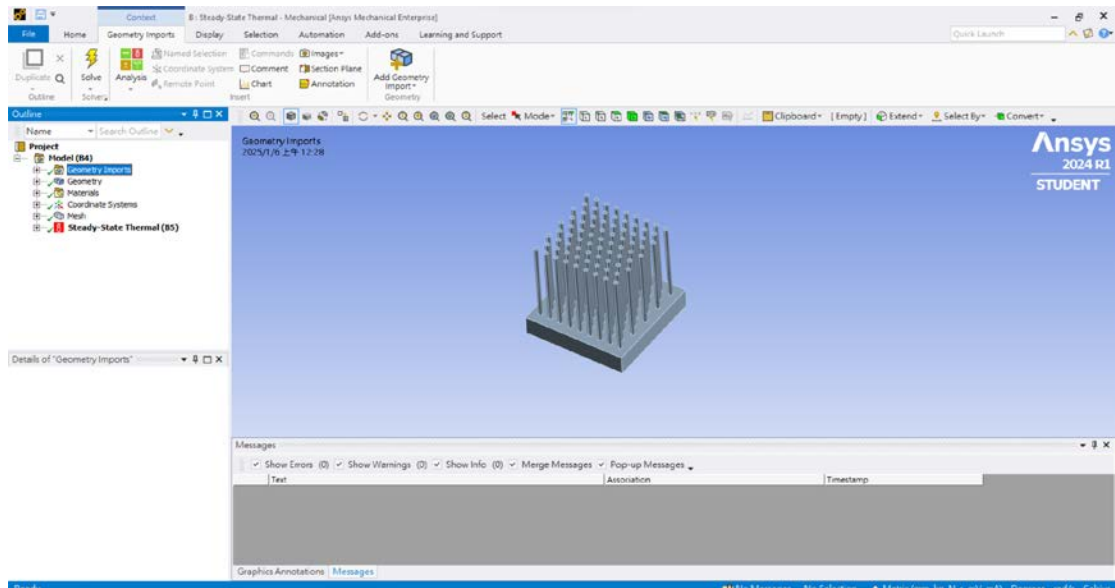 Context
B : Steady-State Thermal - Mechanical [Ansys Mechanical Enterprise]
File Home Geometry Imports Display Selection Automation Add-ons Learning and Support
Quick Launch
Duplicate
Outline
Solve
Analysis
Named Selection
Coordinate System
Remote Point
Commands
Comment
Chart
Images
Section Plane
Annotation
Insert
Add Geometry
Import
Geometry
Outline
Name Search Outline
Project
Model (B4)
Geometry Imports
Geometry
Materials
Coordinate Systems
Mesh
Steady-State Thermal (B5)
Details of "Geometry Imports"
Select Mode Clipboard [Empty] Extend Select By Convert
Geometry Imports
2025/1/6 上午 12:28
Ansys
2024 R1
STUDENT
Messages
Show Errors (0) Show Warnings (0) Show Info (0) Merge Messages Pop-up Messages
Text Association Timestamp
Graphics Annotations Messages
Ready
No Messages No Selection